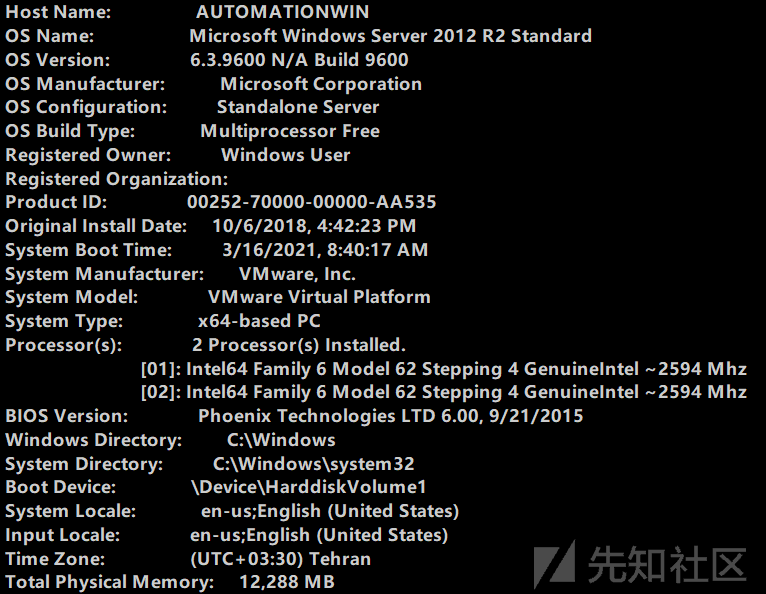 Host Name: AUTOMATIONWIN
OS Name: Microsoft Windows Server 2012 R2 Standard
OS Version: 6.3.9600 N/A Build 9600
OS Manufacturer: Microsoft Corporation
OS Configuration: Standalone Server
OS Build Type: Multiprocessor Free
Registered Owner: Windows User
Registered Organization:
Product ID: 00252-70000-00000-AA535
Original Install Date: 10/6/2018, 4:42:23 PM
System Boot Time: 3/16/2021, 8:40:17 AM
System Manufacturer: VMware, Inc.
System Model: VMware Virtual Platform
System Type: x64-based PC
Processor(s): 2 Processor(s) Installed.
[01]: Intel64 Family 6 Model 62 Stepping 4 GenuineIntel ~2594 Mhz
[02]: Intel64 Family 6 Model 62 Stepping 4 GenuineIntel ~2594 Mhz
BIOS Version: Phoenix Technologies LTD 6.00, 9/21/2015
Windows Directory: C:\Windows
System Directory: C:\Windows\system32
Boot Device: \Device\HarddiskVolume1
System Locale: en-us;English (United States)
Input Locale: en-us;English (United States)
Time Zone: (UTC+03:30) Tehran
Total Physical Memory: 12,288 MB
先知社区